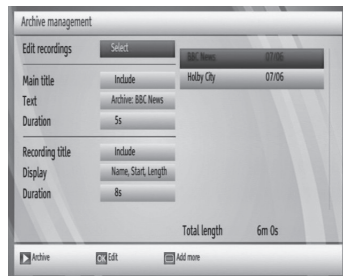 Archive management
Edit recordings Select
BBC News 07/06
Holby City 07/06
Main title Include
Text Archive: BBC News
Duration 5s
Recording title Include
Display Name, Start, Length
Duration 8s
Total length 6m 0s
Archive OK Edit Add more